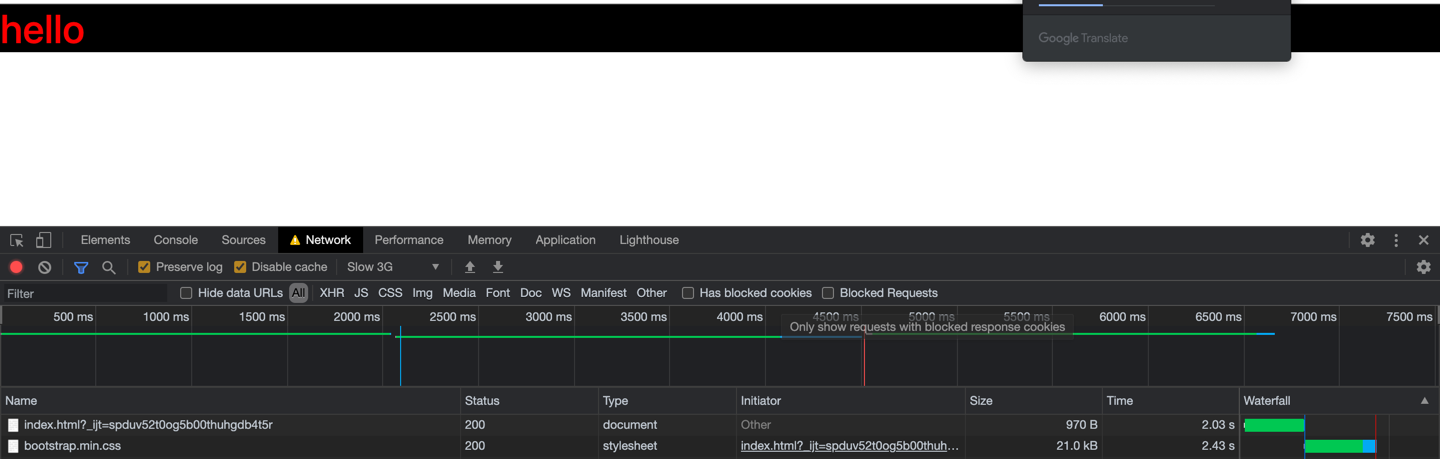 hello
Google Translate
Elements Console Sources Network Performance Memory Application Lighthouse
Preserve log Disable cache Slow 3G
Filter Hide data URLs All XHR JS CSS Img Media Font Doc WS Manifest Other Has blocked cookies Blocked Requests
500 ms 1000 ms 1500 ms 2000 ms 2500 ms 3000 ms 3500 ms 4000 ms 4500 ms 5000 ms 5500 ms 6000 ms 6500 ms 7000 ms 7500 ms
Only show requests with blocked response cookies
Name Status Type Initiator Size Time Waterfall
index.html?_ijt=spduv52t0og5b00thuhgdb4t5r 200 document Other 970 B 2.03 s
bootstrap.min.css 200 stylesheet index.html?_ijt=spduv52t0og5b00thuh… 21.0 kB 2.43 s